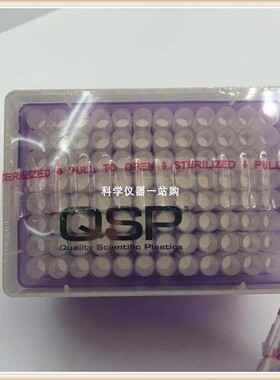 STERILIZED ↓ PULL TO OPEN ↓ STERILIZED ↓ PULL
科学仪器一站购
QSP
Quality Scientific Plastics